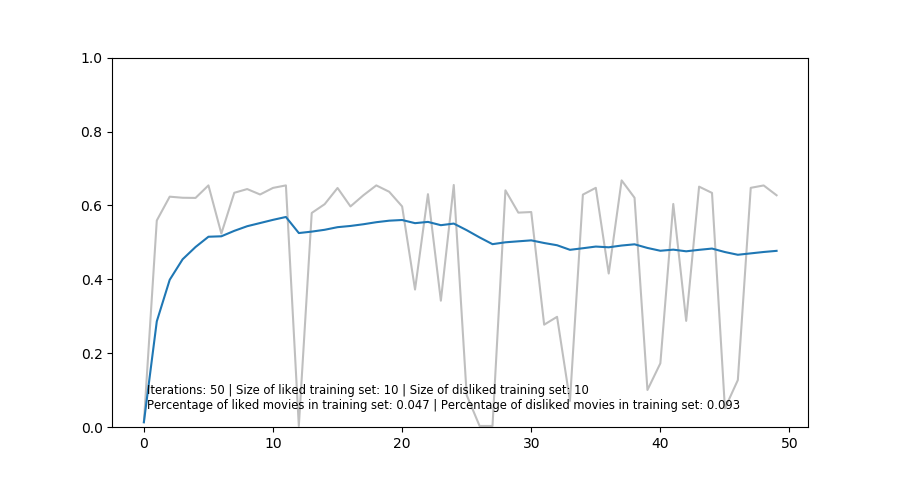 1.0
0.8
0.6
0.4
0.2
0.0
Iterations: 50 | Size of liked training set: 10 | Size of disliked training set: 10
Percentage of liked movies in training set: 0.047 | Percentage of disliked movies in training set: 0.093
0 10 20 30 40 50